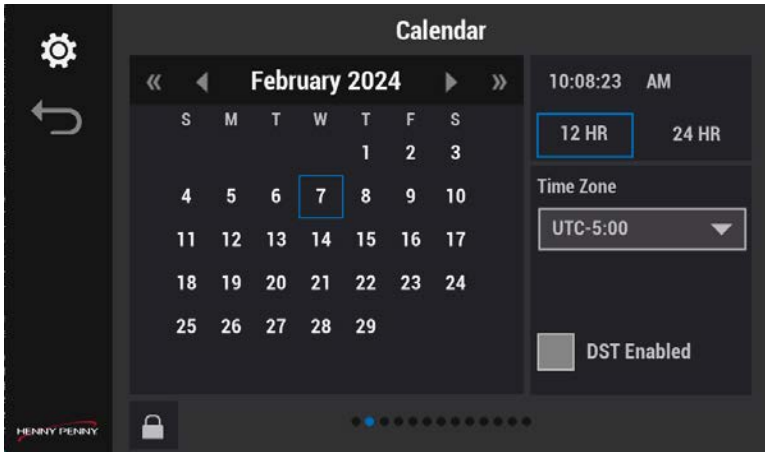 Calendar
« February 2024 »
S M T W T F S
1 2 3
4 5 6 7 8 9 10
11 12 13 14 15 16 17
18 19 20 21 22 23 24
25 26 27 28 29
10:08:23 AM
12 HR 24 HR
Time Zone
UTC-5:00
DST Enabled
HENNY PENNY